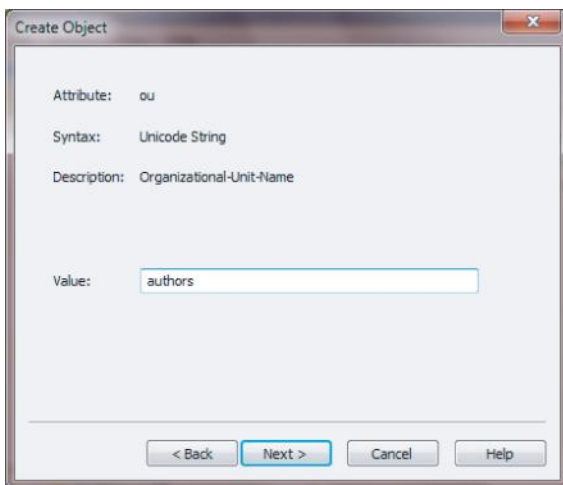 Create Object
Attribute: ou
Syntax: Unicode String
Description: Organizational-Unit-Name
Value: authors
< Back Next > Cancel Help